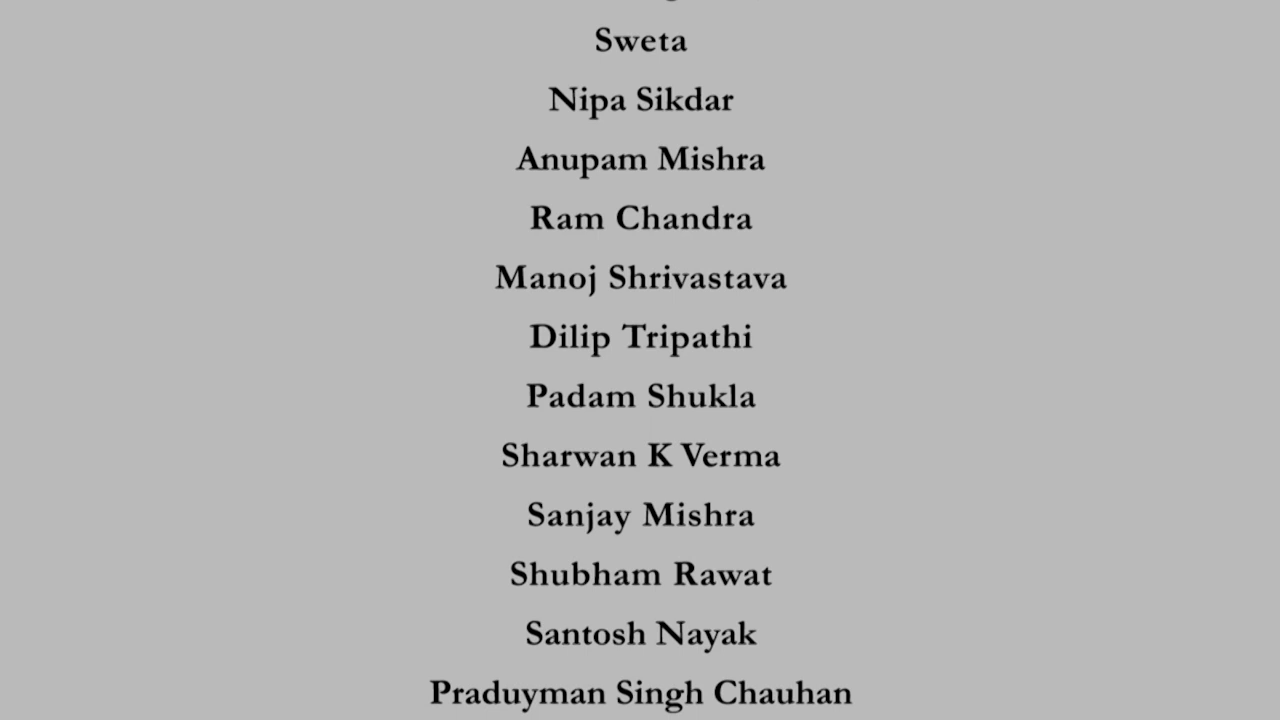 Sweta
Nipa Sikdar
Anupam Mishra
Ram Chandra
Manoj Shrivastava
Dilip Tripathi
Padam Shukla
Sharwan K Verma
Sanjay Mishra
Shubham Rawat
Santosh Nayak
Praduyman Singh Chauhan